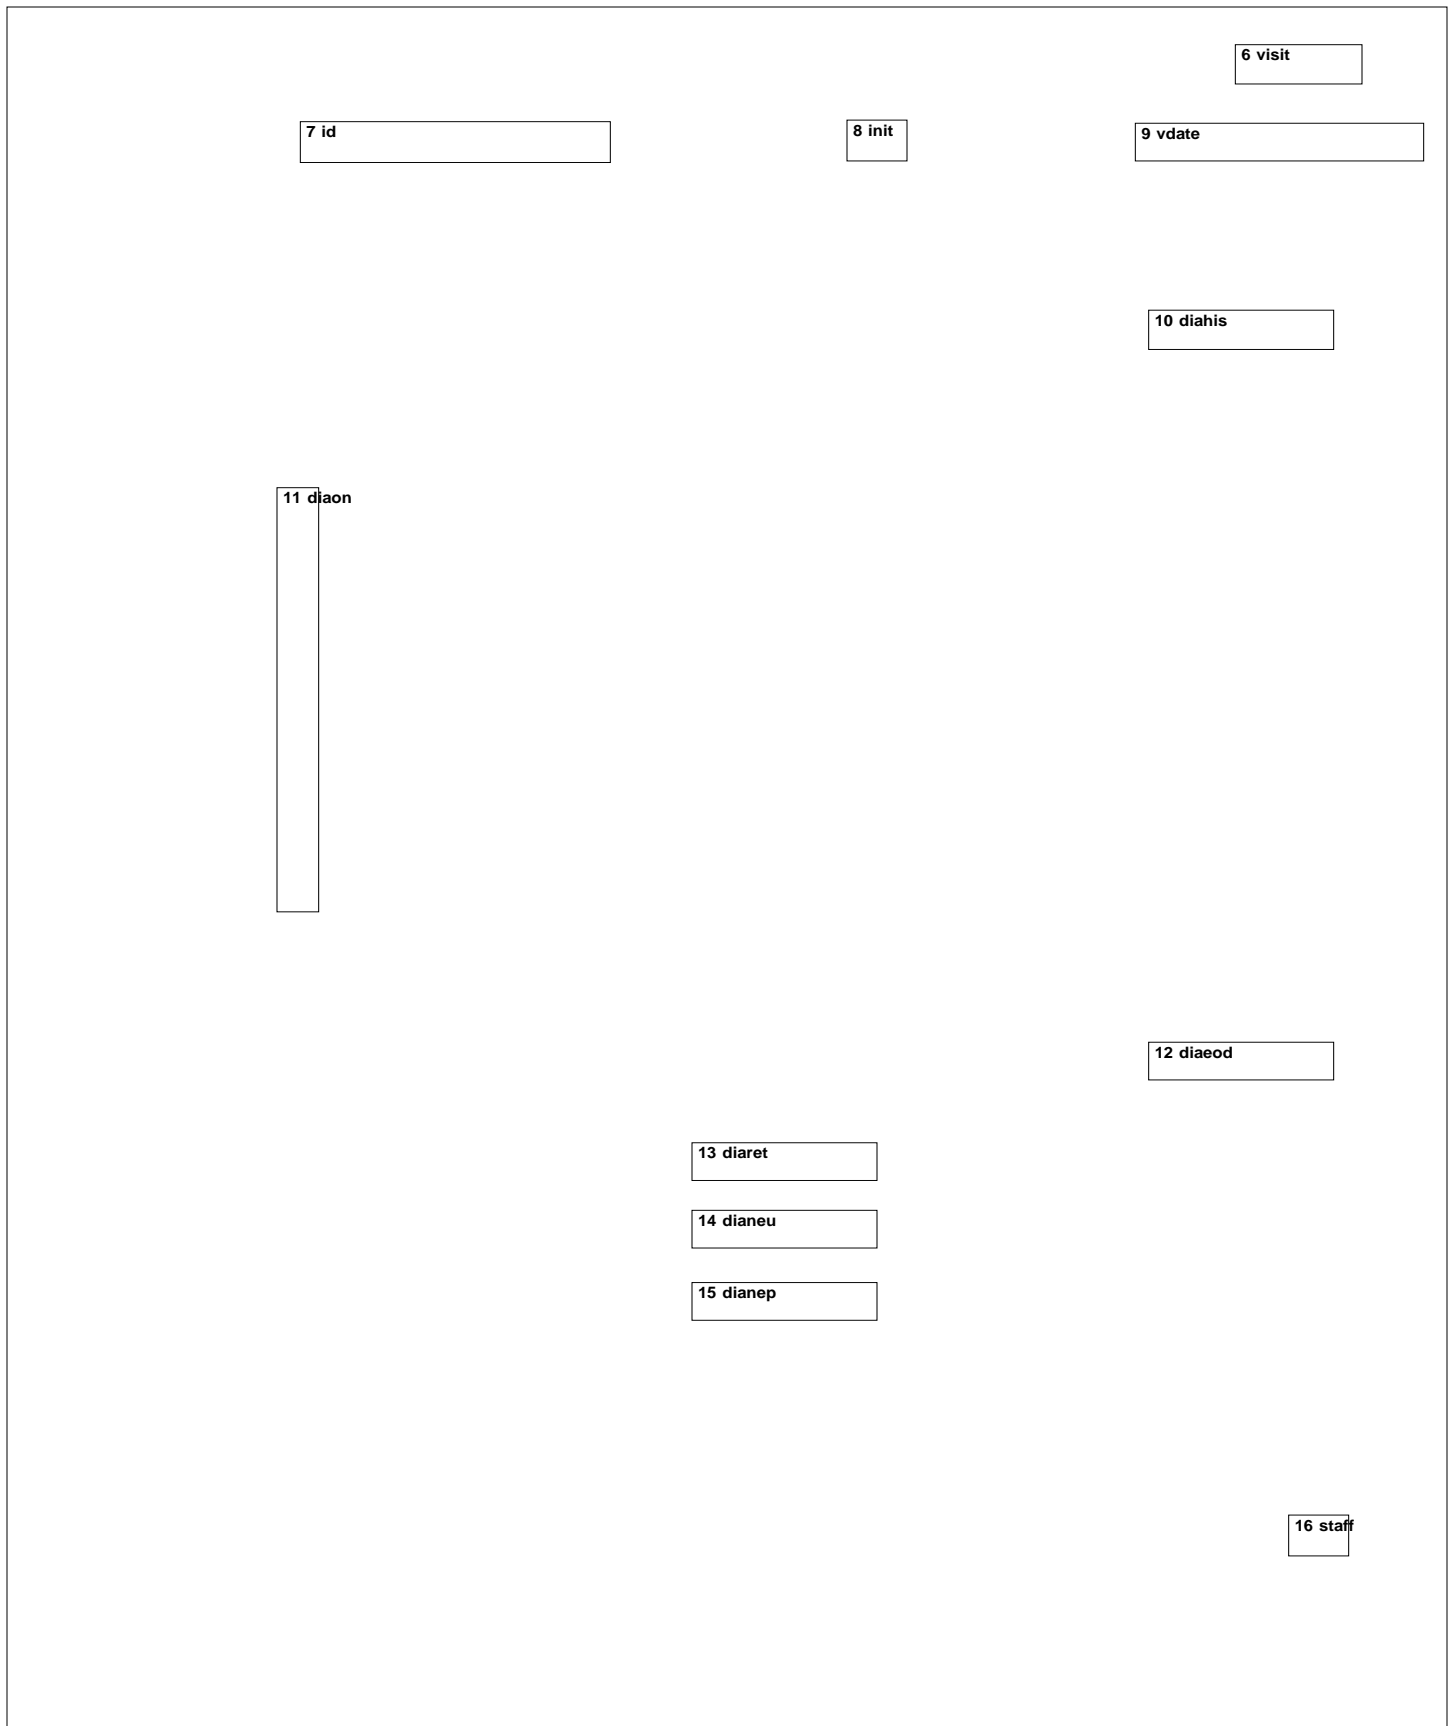 6 visit
7 id
8 init
9 vdate
10 diahis
11 diaon
12 diaeod
13 diaret
14 dianeu
15 dianep
16 staff